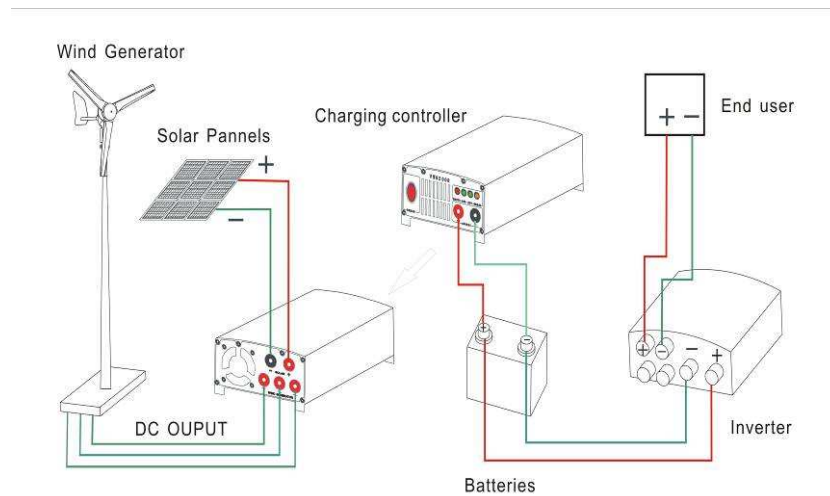 Wind Generator
Solar Pannels
+
−
Charging controller
+ −
End user
DC OUPUT
+ −
+ − − +
Inverter
Batteries